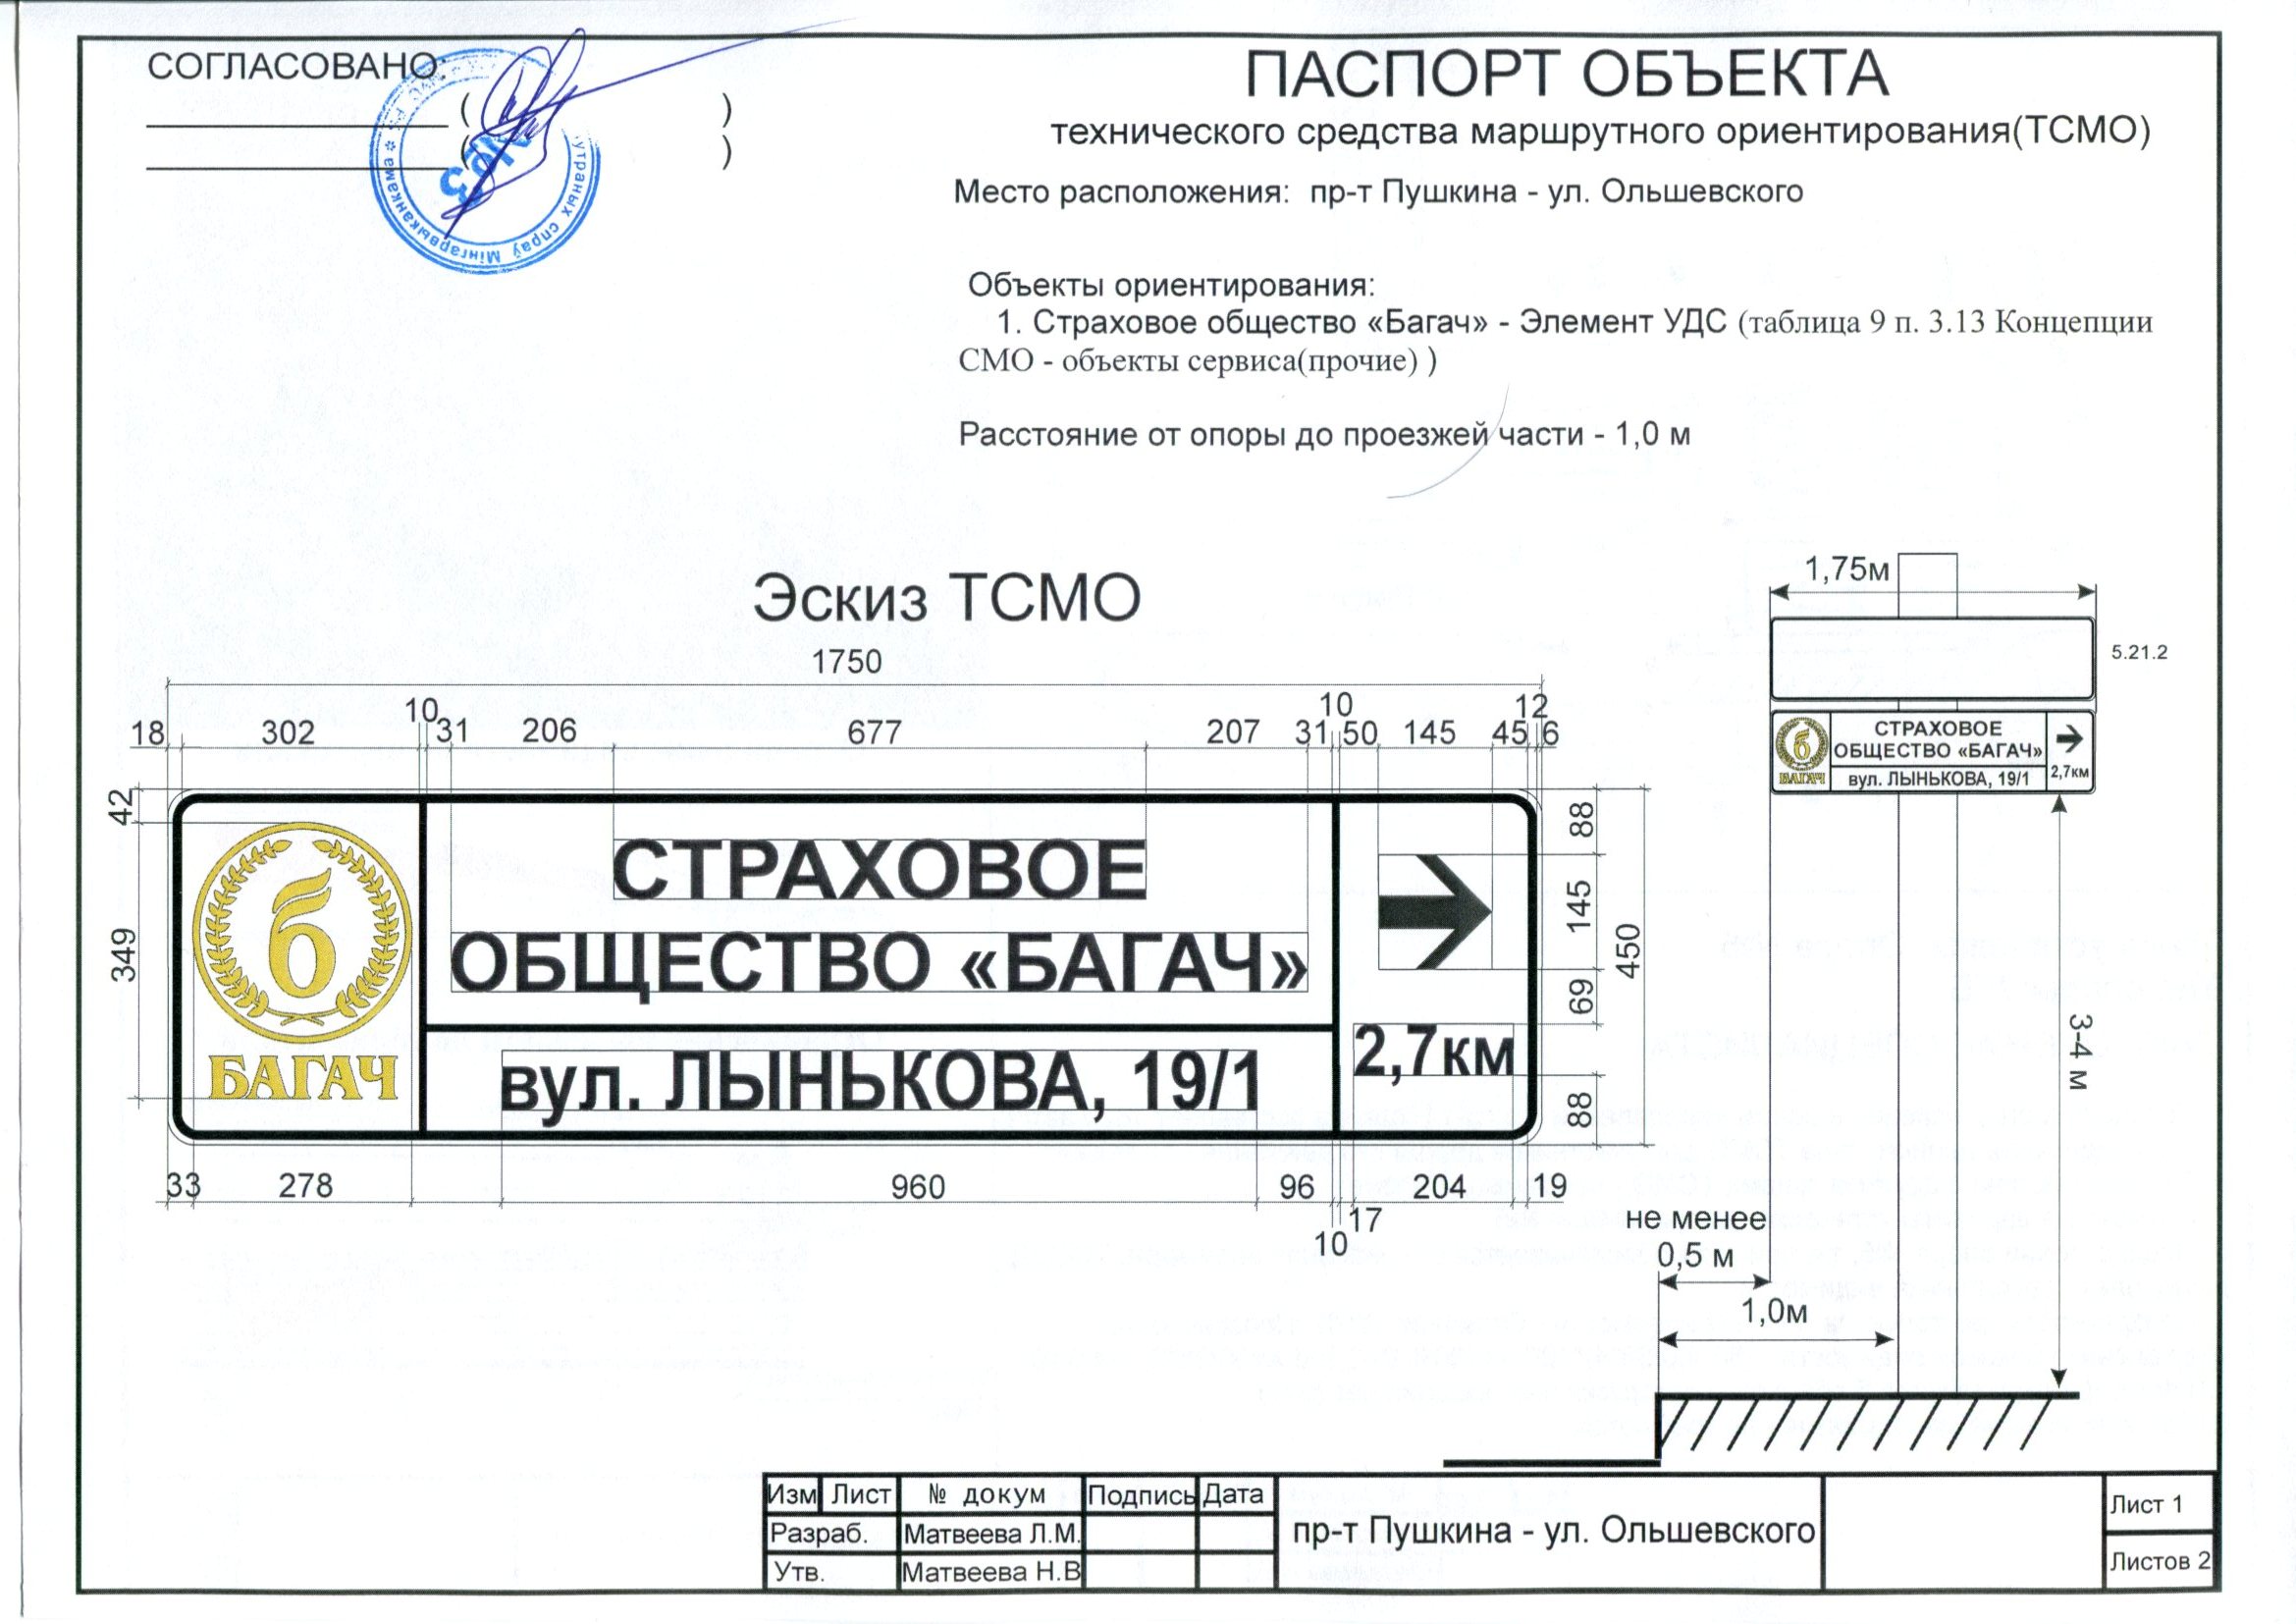 СОГЛАСОВАНО:
( )
( )
№3
утраных спраў Мінгарвыканкама
ПАСПОРТ ОБЪЕКТА
технического средства маршрутного ориентирования(ТСМО)
Место расположения: пр-т Пушкина - ул. Ольшевского
Объекты ориентирования:
1. Страховое общество «Багач» - Элемент УДС (таблица 9 п. 3.13 Концепции
СМО - объекты сервиса(прочие) )
Расстояние от опоры до проезжей части - 1,0 м
Эскиз ТСМО
1750
18 302 10 31 206 677 207 31 10 50 145 45 12 6
42
349
б
БАГАЧ
СТРАХОВОЕ
ОБЩЕСТВО «БАГАЧ»
вул. ЛЫНЬКОВА, 19/1
2,7км
88
145
69
88
450
33 278 960 96 10 17 204 19
1,75м
5.21.2
б
БАГАЧ
СТРАХОВОЕ
ОБЩЕСТВО «БАГАЧ»
вул. ЛЫНЬКОВА, 19/1
2,7км
3-4 м
не менее
0,5 м
1,0м
Изм Лист № докум Подпись Дата
Разраб. Матвеева Л.М.
Утв. Матвеева Н.В
пр-т Пушкина - ул. Ольшевского
Лист 1
Листов 2